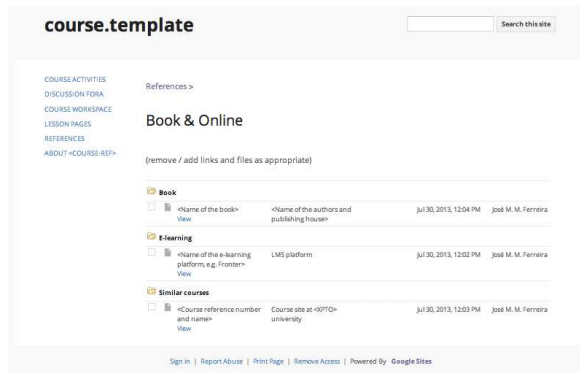 course.template
Search this site
COURSE ACTIVITIES
DISCUSSION FORA
COURSE WORKSPACE
LESSON PAGES
REFERENCES
ABOUT <COURSE-REF>
References >
Book & Online
(remove / add links and files as appropriate)
Book
<Name of the book> <Name of the authors and Jul 30, 2013, 12:04 PM José M. M. Ferreira
View publishing house>
E-learning
<Name of the e-learning LMS platform Jul 30, 2013, 12:02 PM José M. M. Ferreira
platform, e.g. Fronter>
View
Similar courses
<Course reference number Course site at <XPTO> Jul 30, 2013, 12:03 PM José M. M. Ferreira
and name> university
View
Sign in | Report Abuse | Print Page | Remove Access | Powered By Google Sites